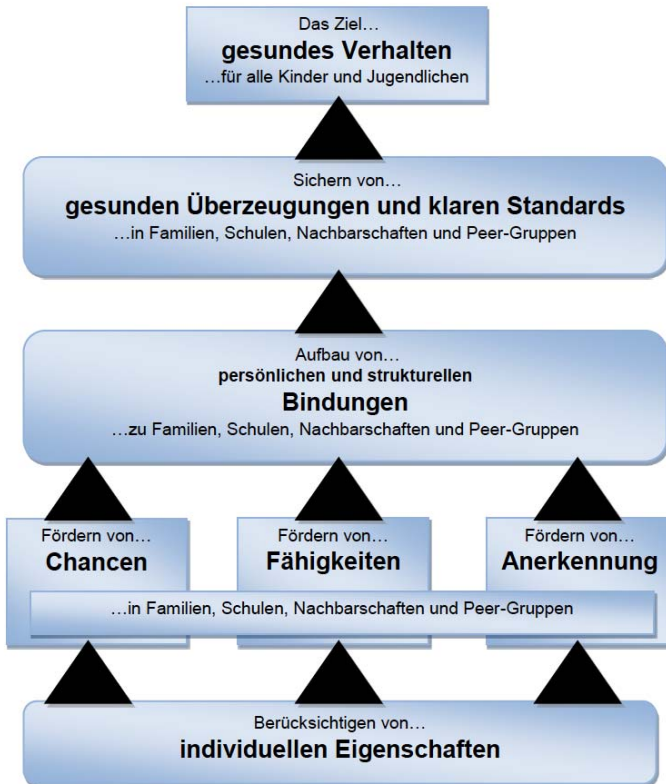 Das Ziel…
gesundes Verhalten
…für alle Kinder und Jugendlichen
Sichern von…
gesunden Überzeugungen und klaren Standards
…in Familien, Schulen, Nachbarschaften und Peer-Gruppen
Aufbau von…
persönlichen und strukturellen
Bindungen
…zu Familien, Schulen, Nachbarschaften und Peer-Gruppen
Fördern von…
Chancen
Fördern von…
Fähigkeiten
Fördern von…
Anerkennung
…in Familien, Schulen, Nachbarschaften und Peer-Gruppen
Berücksichtigen von…
individuellen Eigenschaften